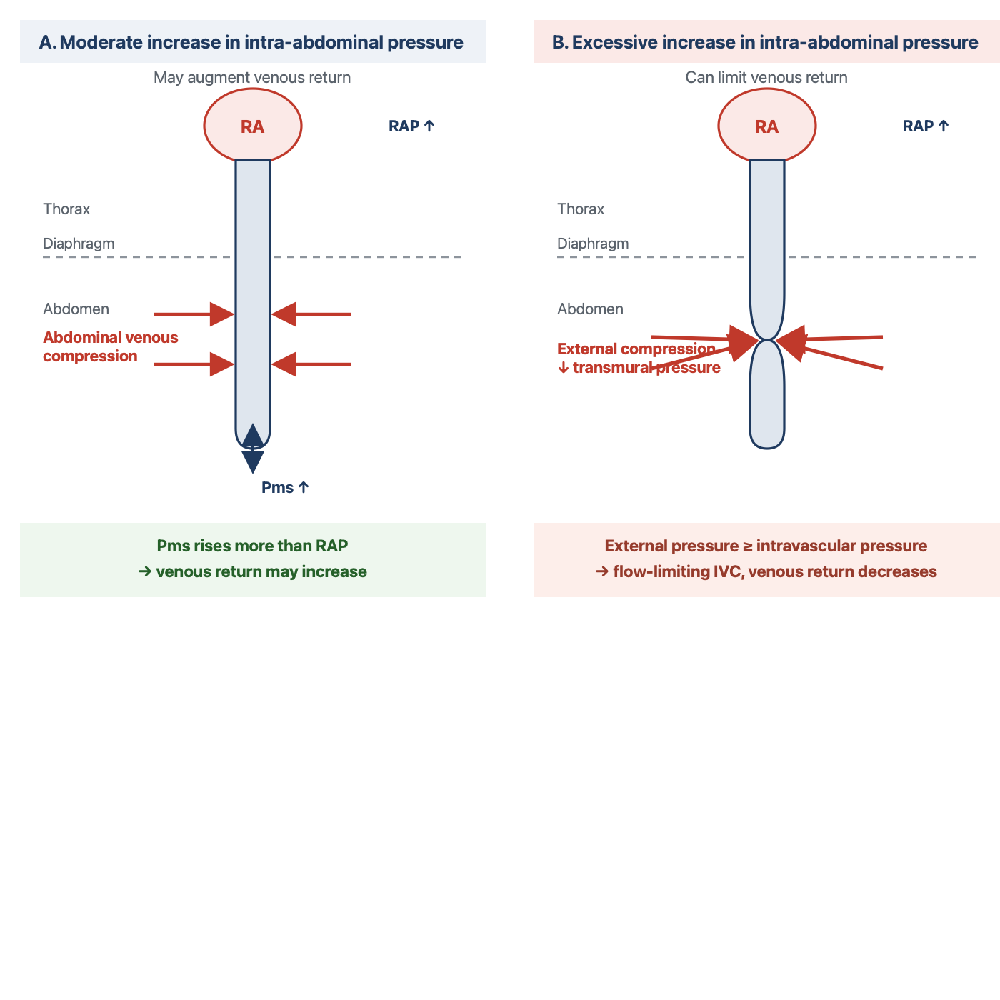 A. Moderate increase in intra-abdominal pressure
May augment venous return
RA
RAP ↑
Thorax
Diaphragm
Abdomen
Abdominal venous
compression
Pms ↑
Pms rises more than RAP
→ venous return may increase
B. Excessive increase in intra-abdominal pressure
Can limit venous return
RA
RAP ↑
Thorax
Diaphragm
Abdomen
External compression
↓ transmural pressure
External pressure ≥ intravascular pressure
→ flow-limiting IVC, venous return decreases